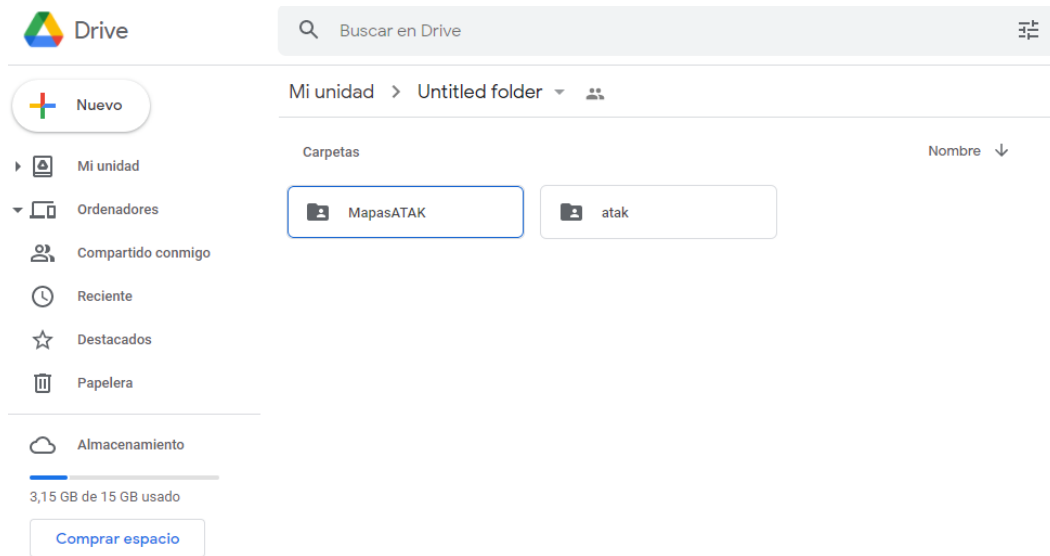 Drive
Buscar en Drive
Nuevo
Mi unidad > Untitled folder
Mi unidad
Ordenadores
Compartido conmigo
Reciente
Destacados
Papelera
Almacenamiento
3,15 GB de 15 GB usado
Comprar espacio
Carpetas
Nombre
MapasATAK
atak